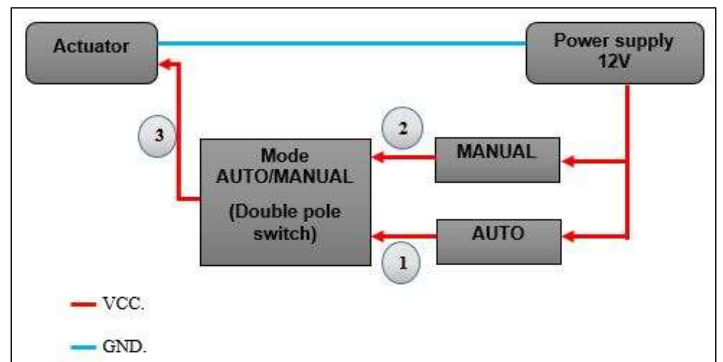 Actuator
Power supply
12V
3
2
Mode
AUTO/MANUAL
(Double pole
switch)
MANUAL
AUTO
1
VCC.
GND.